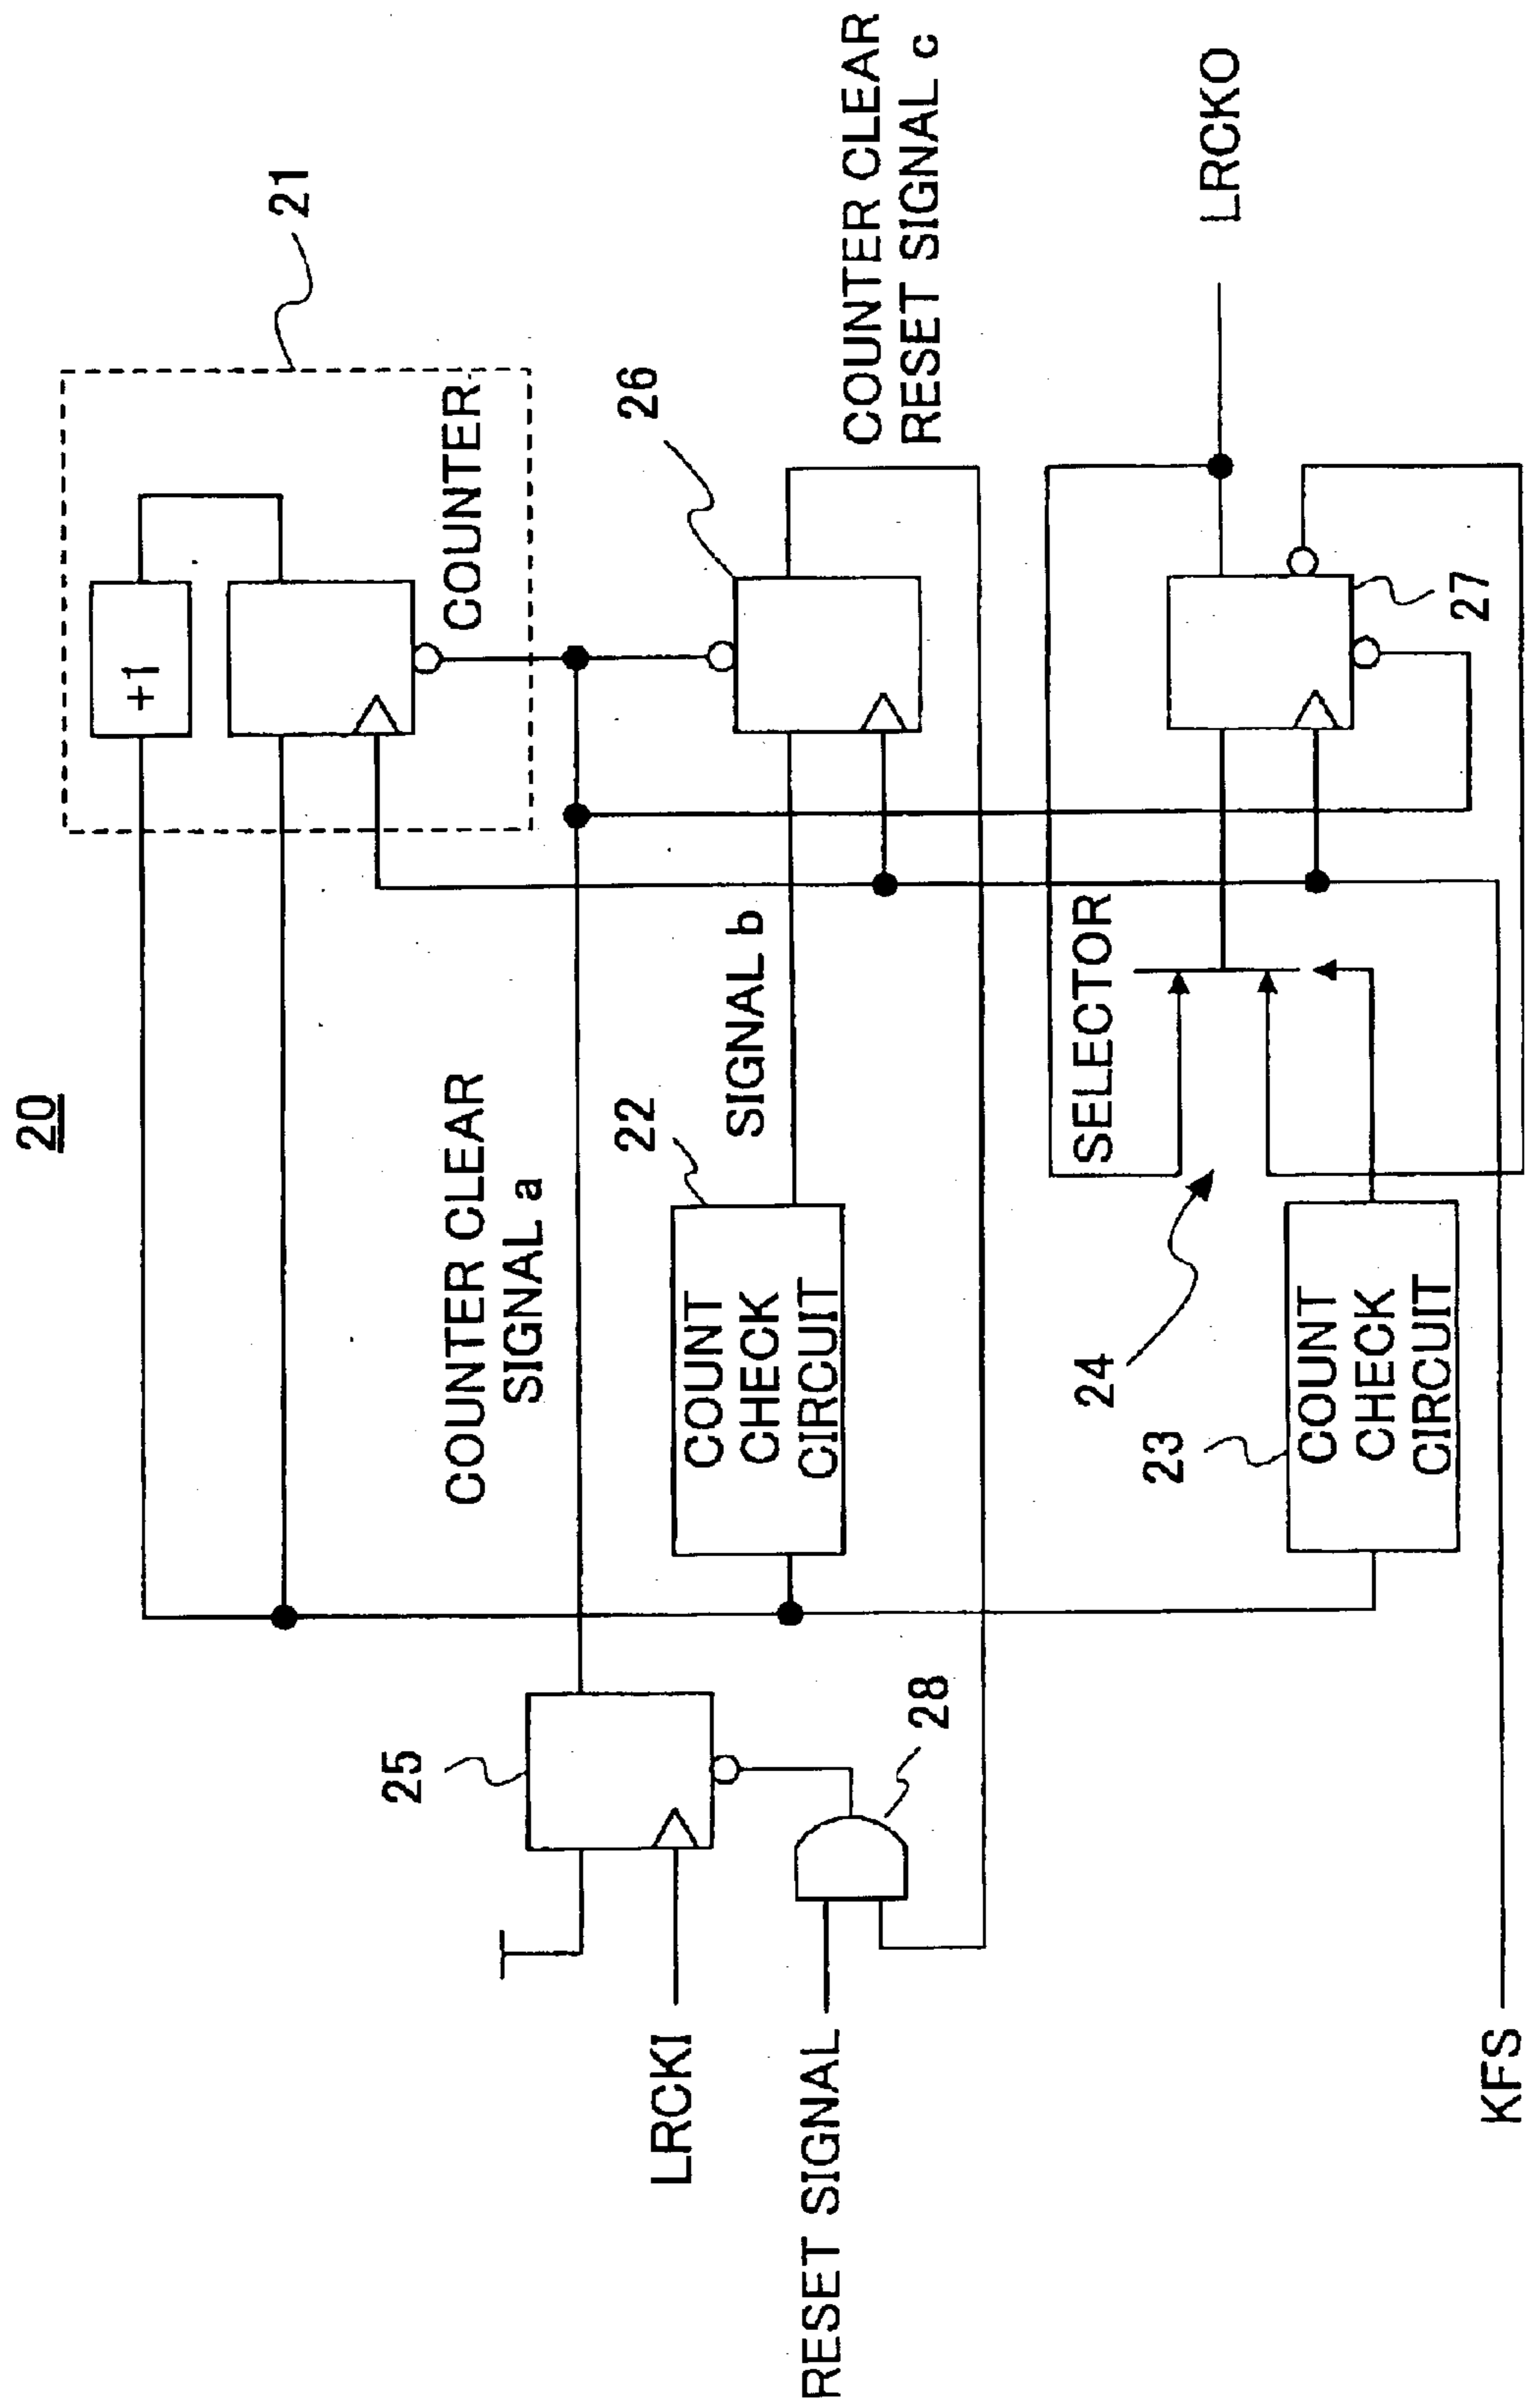 20
21
+1
COUNTER
COUNTER CLEAR
SIGNAL a
25
22
COUNT
CHECK
CIRCUIT
SIGNAL b
26
COUNTER CLEAR
RESET SIGNAL c
LRCKI
28
RESET SIGNAL
24
SELECTOR
23
COUNT
CHECK
CIRCUIT
27
LRCKO
KFS